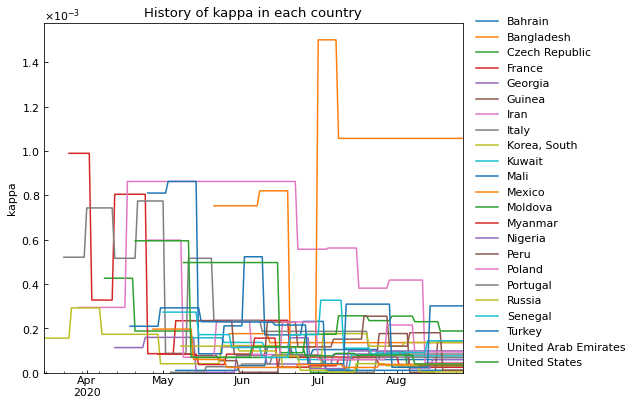 ×10⁻³
History of kappa in each country
1.4
1.2
1.0
0.8
0.6
0.4
0.2
0.0
kappa
Apr
2020
May
Jun
Jul
Aug
Bahrain
Bangladesh
Czech Republic
France
Georgia
Guinea
Iran
Italy
Korea, South
Kuwait
Mali
Mexico
Moldova
Myanmar
Nigeria
Peru
Poland
Portugal
Russia
Senegal
Turkey
United Arab Emirates
United States